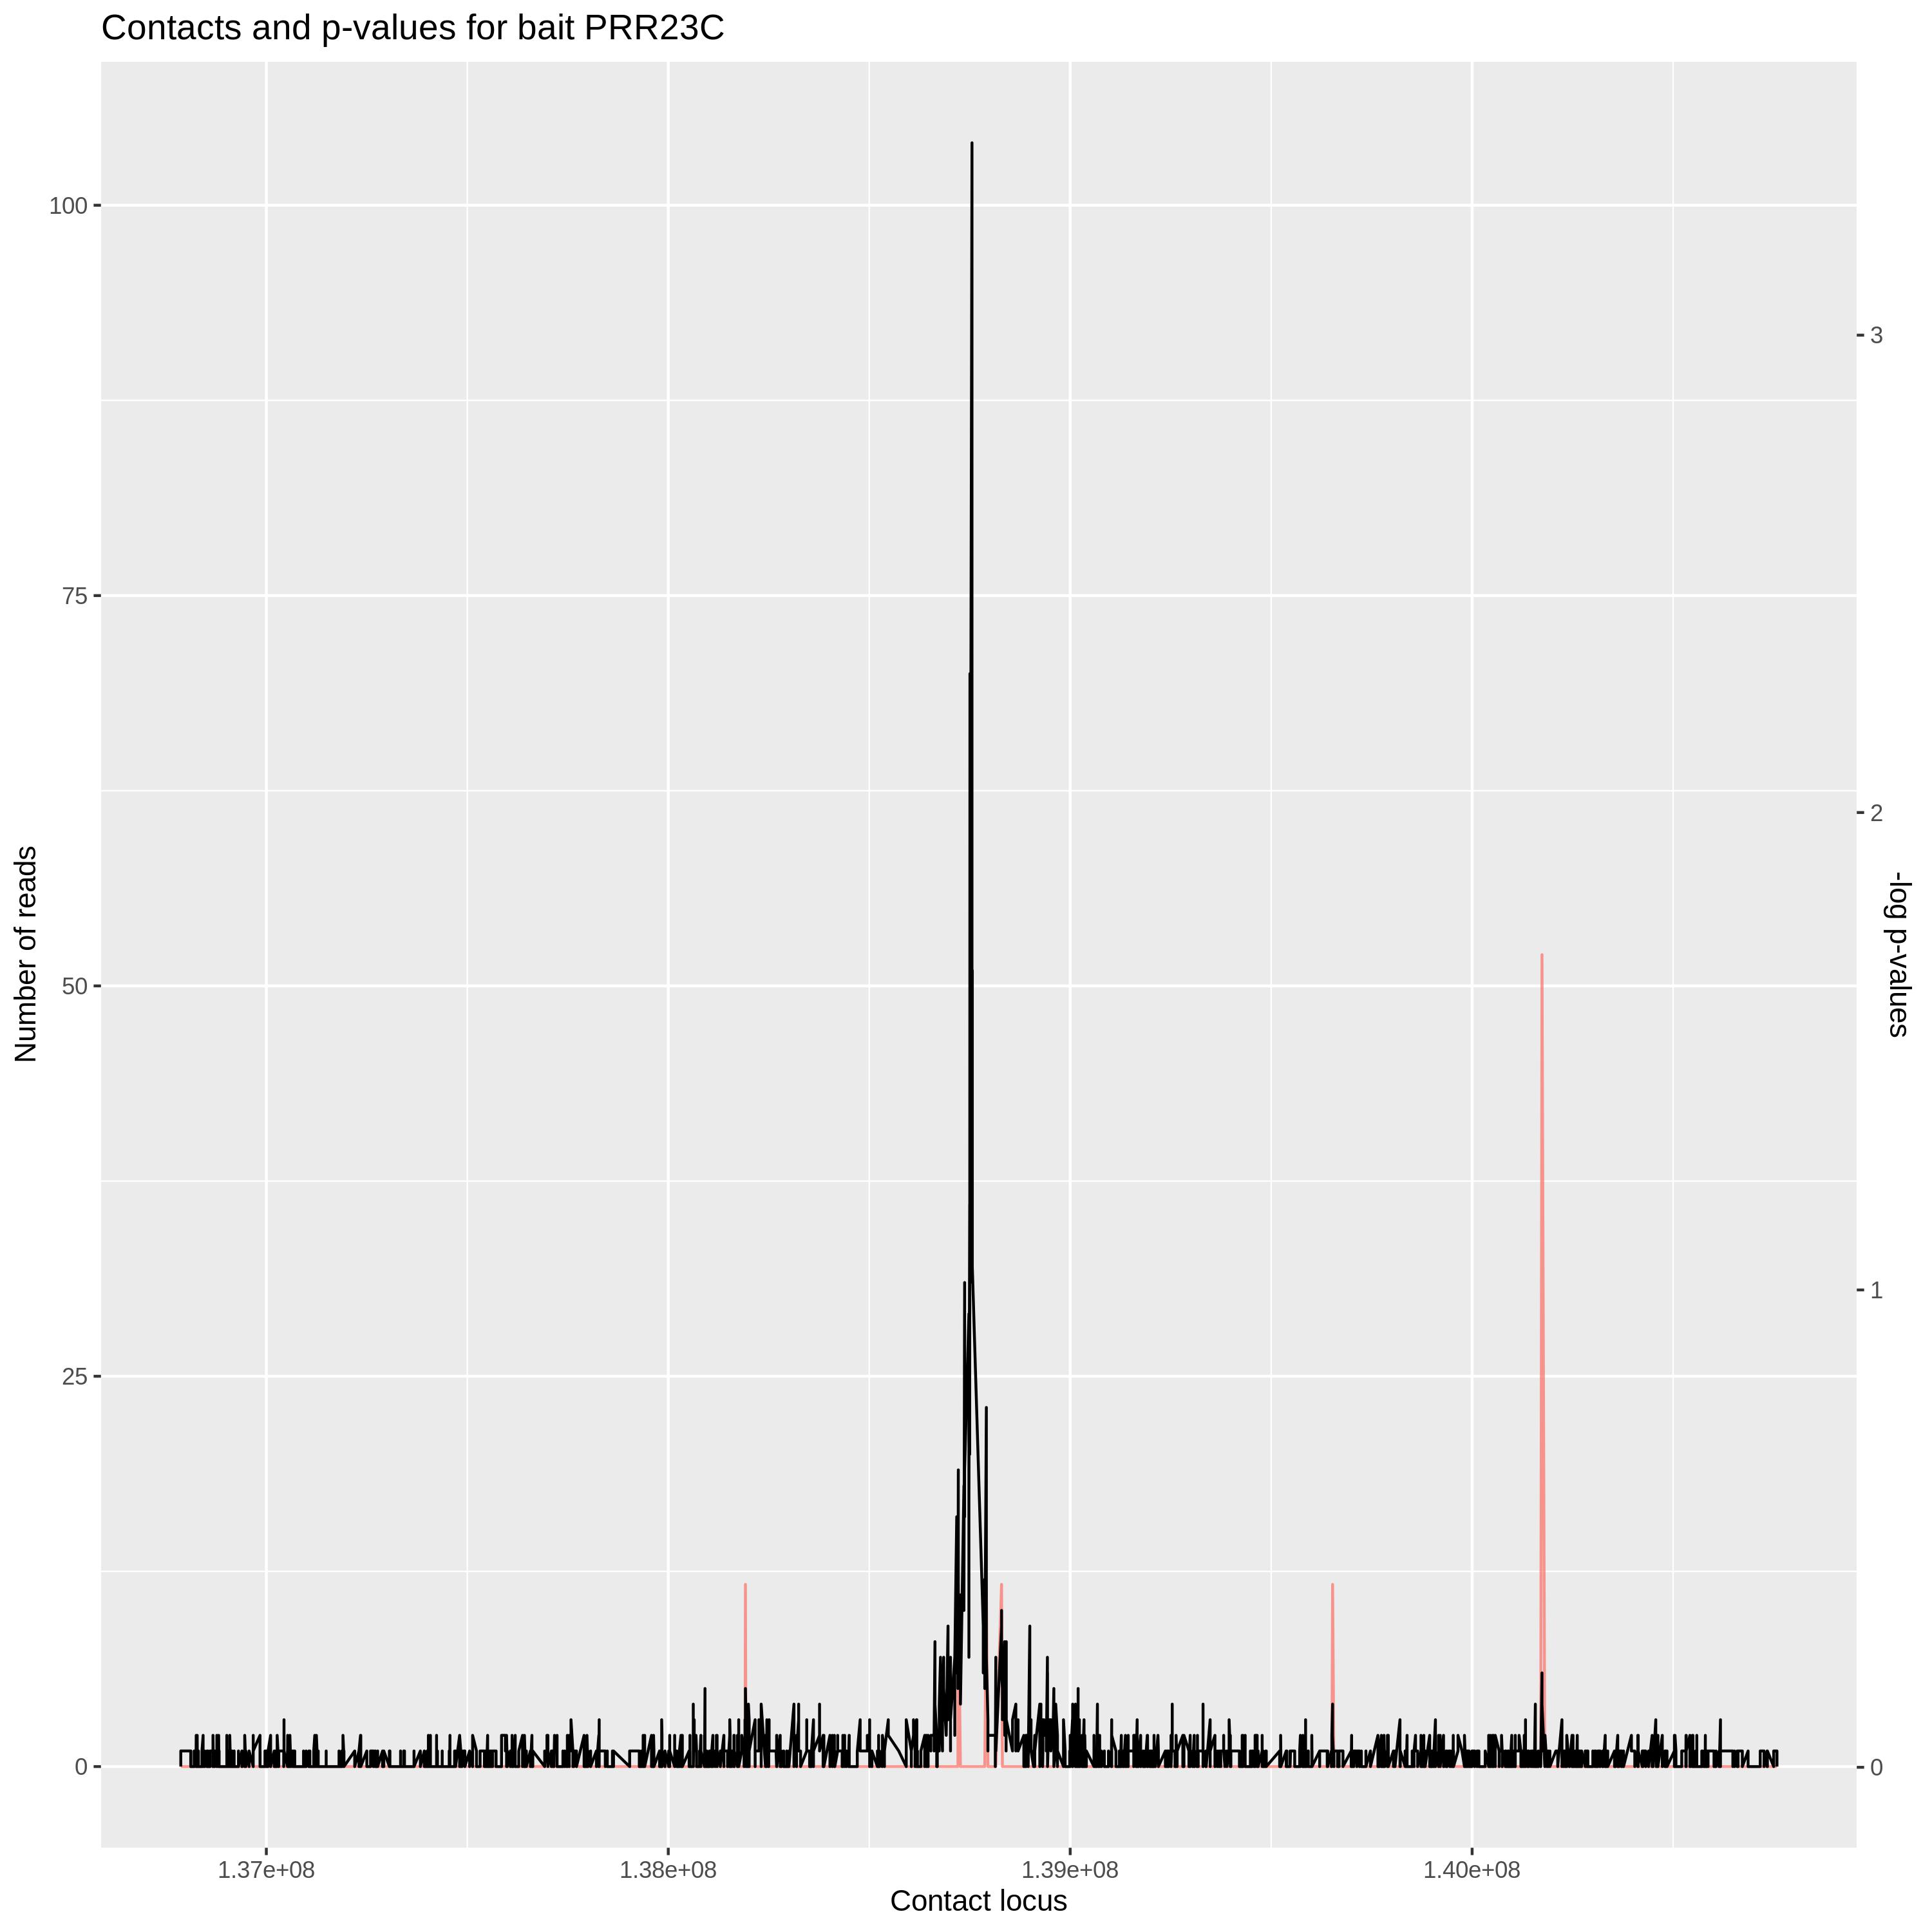 Contacts and p-values for bait PRR23C
100
75
50
25
0
Number of reads
3
2
1
0
-log p-values
1.37e+08
1.38e+08
1.39e+08
1.40e+08
Contact locus